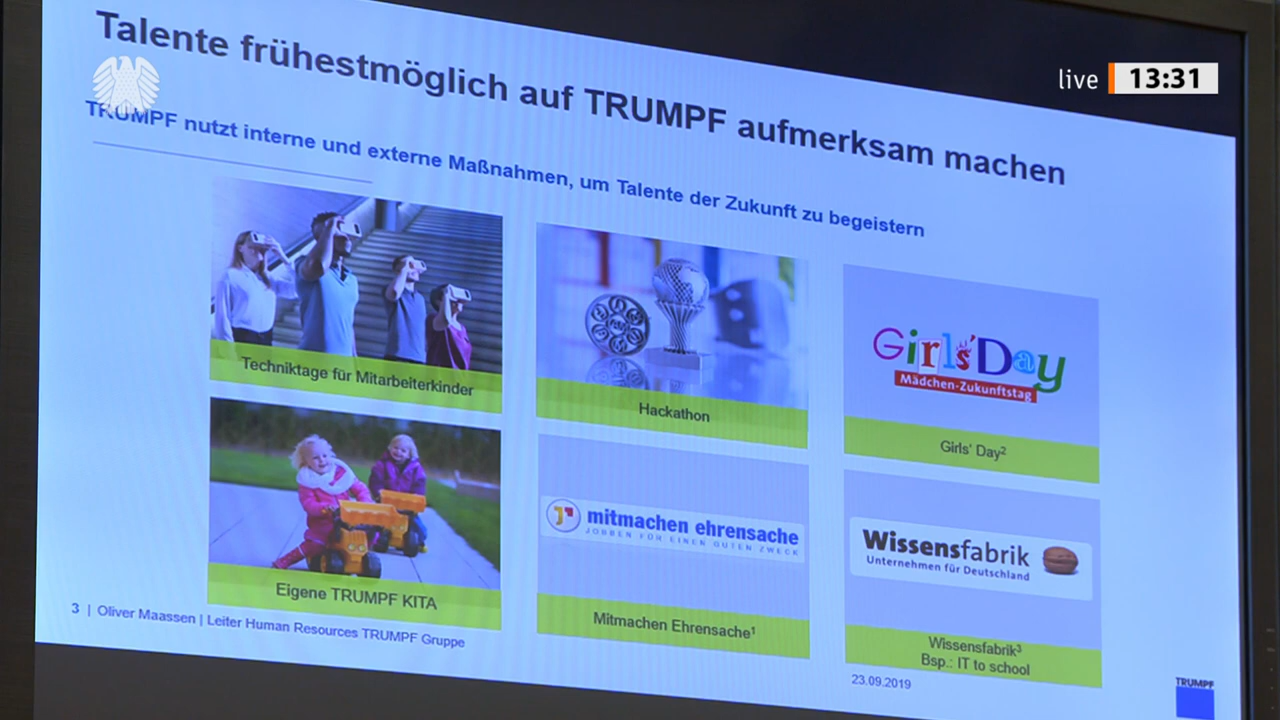 live 13:31
Talente frühestmöglich auf TRUMPF aufmerksam machen
TRUMPF nutzt interne und externe Maßnahmen, um Talente der Zukunft zu begeistern
Techniktage für Mitarbeiterkinder
Hackathon
Girls'Day
Mädchen-Zukunftstag
Girls' Day²
Eigene TRUMPF KITA
mitmachen ehrensache
JOBBEN FÜR EINEN GUTEN ZWECK
Mitmachen Ehrensache¹
Wissensfabrik
Unternehmen für Deutschland
Wissensfabrik³
Bsp.: IT to school
3 | Oliver Maassen | Leiter Human Resources TRUMPF Gruppe
23.09.2019
TRUMPF